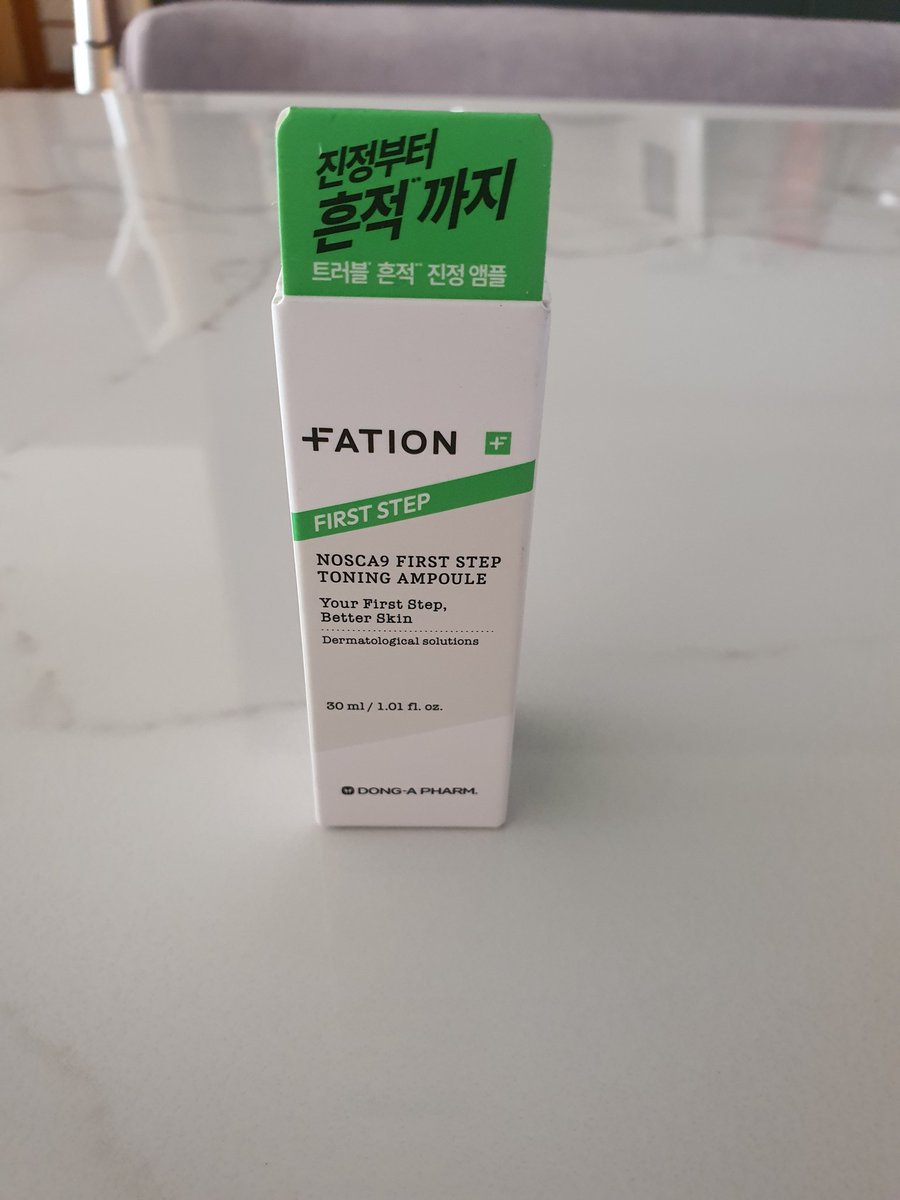 진정부터
흔적**까지
트러블* 흔적** 진정 앰플
FATION
FIRST STEP
NOSCA9 FIRST STEP
TONING AMPOULE
Your First Step,
Better Skin
Dermatological solutions
30 ml / 1.01 fl. oz.
DONG-A PHARM.